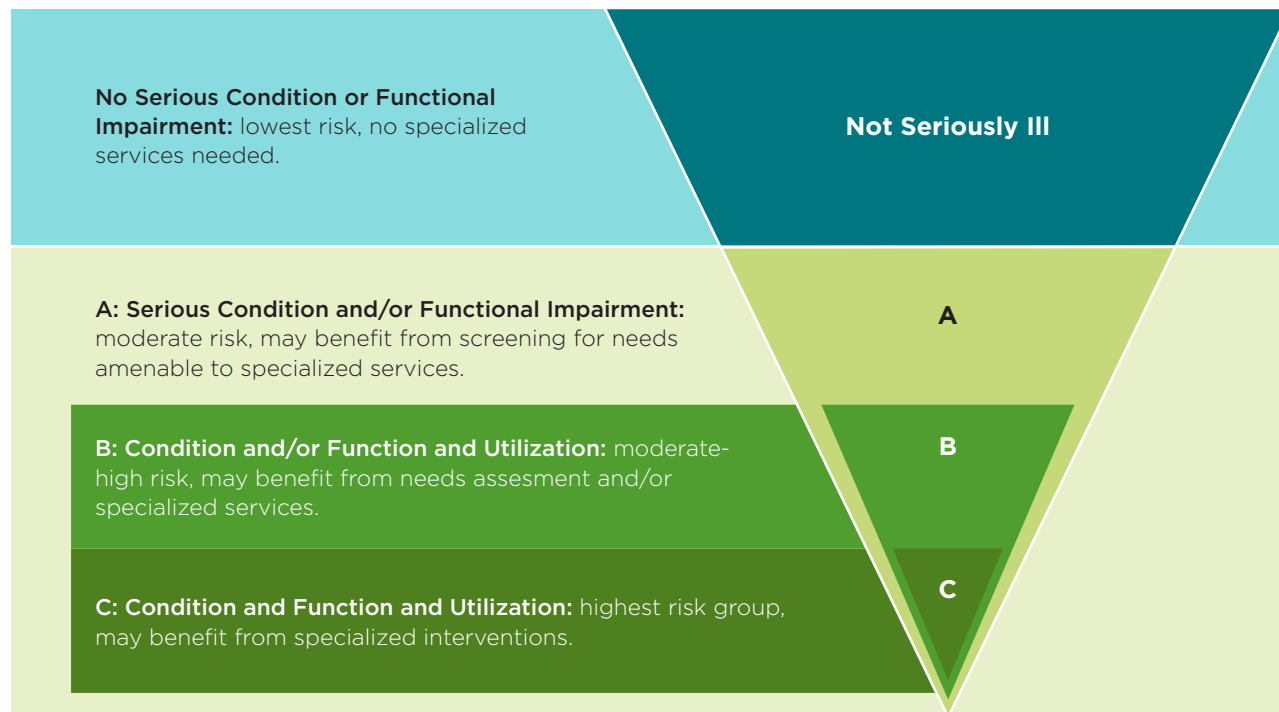 No Serious Condition or Functional
Impairment: lowest risk, no specialized
services needed.
Not Seriously Ill
A: Serious Condition and/or Functional Impairment:
moderate risk, may benefit from screening for needs
amenable to specialized services.
A
B: Condition and/or Function and Utilization: moderate-
high risk, may benefit from needs assesment and/or
specialized services.
B
C: Condition and Function and Utilization: highest risk group,
may benefit from specialized interventions.
C